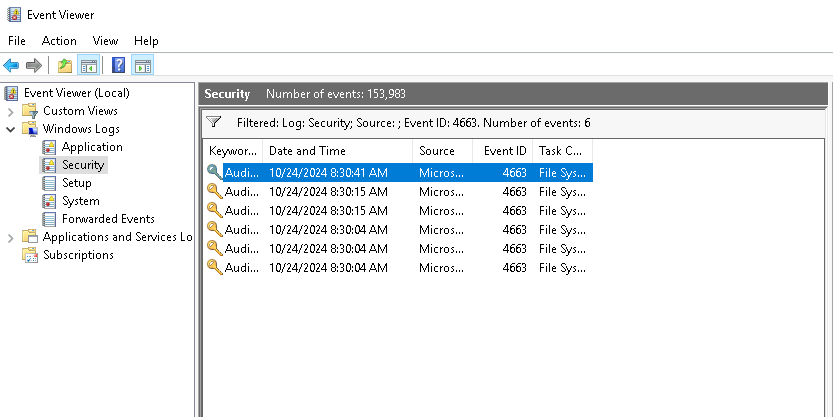 Event Viewer
File Action View Help
Event Viewer (Local)
Custom Views
Windows Logs
Application
Security
Setup
System
Forwarded Events
Applications and Services Lo
Subscriptions
Security Number of events: 153,983
Filtered: Log: Security; Source: ; Event ID: 4663. Number of events: 6
Keywor... Date and Time Source Event ID Task C...
Audi... 10/24/2024 8:30:41 AM Micros... 4663 File Sys...
Audi... 10/24/2024 8:30:15 AM Micros... 4663 File Sys...
Audi... 10/24/2024 8:30:15 AM Micros... 4663 File Sys...
Audi... 10/24/2024 8:30:04 AM Micros... 4663 File Sys...
Audi... 10/24/2024 8:30:04 AM Micros... 4663 File Sys...
Audi... 10/24/2024 8:30:04 AM Micros... 4663 File Sys...